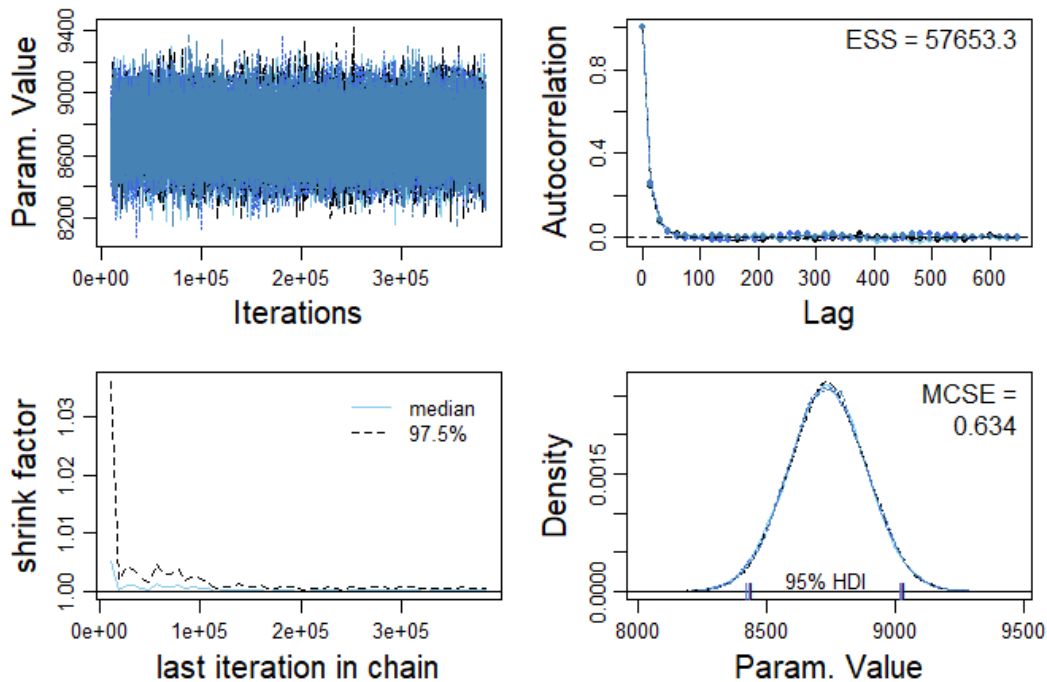 Param. Value
8200 8600 9000 9400
0e+00 1e+05 2e+05 3e+05
Iterations
ESS = 57653.3
Autocorrelation
0.0 0.4 0.8
0 100 200 300 400 500 600
Lag
shrink factor
1.00 1.01 1.02 1.03
median
97.5%
0e+00 1e+05 2e+05 3e+05
last iteration in chain
MCSE =
0.634
Density
0.0000 0.0015
95% HDI
8000 8500 9000 9500
Param. Value